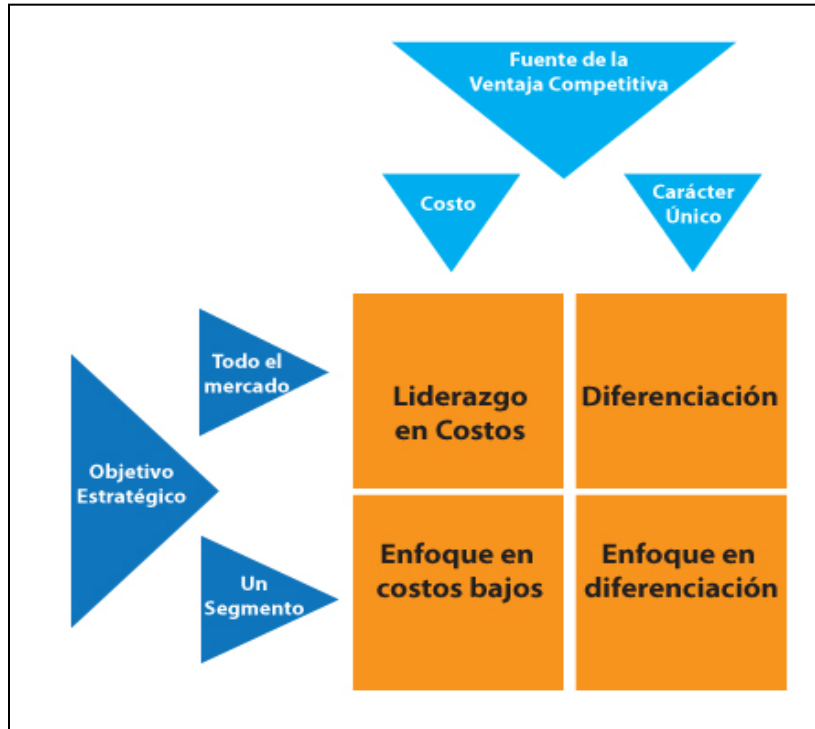 Fuente de la
Ventaja Competitiva
Costo
Carácter
Único
Todo el
mercado
Liderazgo
en Costos
Diferenciación
Objetivo
Estratégico
Un
Segmento
Enfoque en
costos bajos
Enfoque en
diferenciación